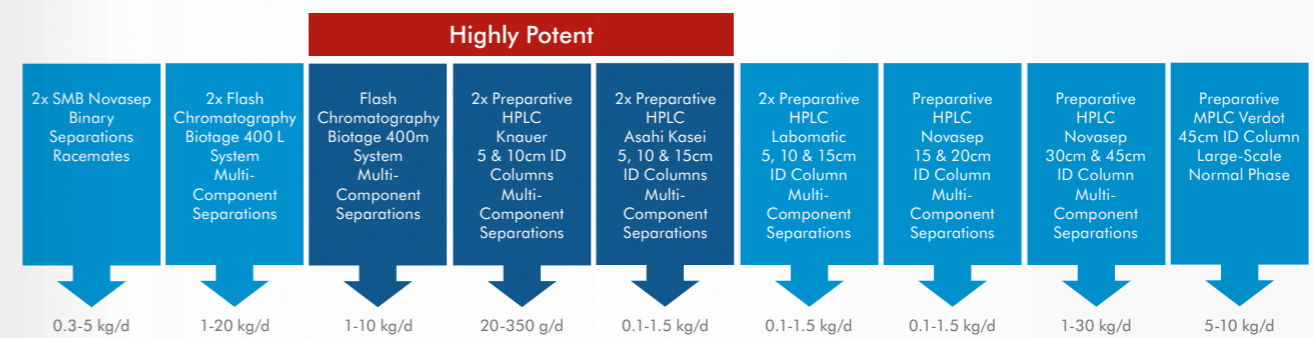 Highly Potent
2x SMB Novasep
Binary
Separations
Racemates
2x Flash
Chromatography
Biotage 400 L
System
Multi-
Component
Separations
Flash
Chromatography
Biotage 400m
System
Multi-
Component
Separations
2x Preparative
HPLC
Knauer
5 & 10cm ID
Columns
Multi-
Component
Separations
2x Preparative
HPLC
Asahi Kasei
5, 10 & 15cm
ID Columns
Multi-
Component
Separations
2x Preparative
HPLC
Labomatic
5, 10 & 15cm
ID Column
Multi-
Component
Separations
Preparative
HPLC
Novasep
15 & 20cm
ID Column
Multi-
Component
Separations
Preparative
HPLC
Novasep
30cm & 45cm
ID Column
Multi-
Component
Separations
Preparative
MPLC Verdot
45cm ID Column
Large-Scale
Normal Phase
0.3-5 kg/d
1-20 kg/d
1-10 kg/d
20-350 g/d
0.1-1.5 kg/d
0.1-1.5 kg/d
0.1-1.5 kg/d
1-30 kg/d
5-10 kg/d